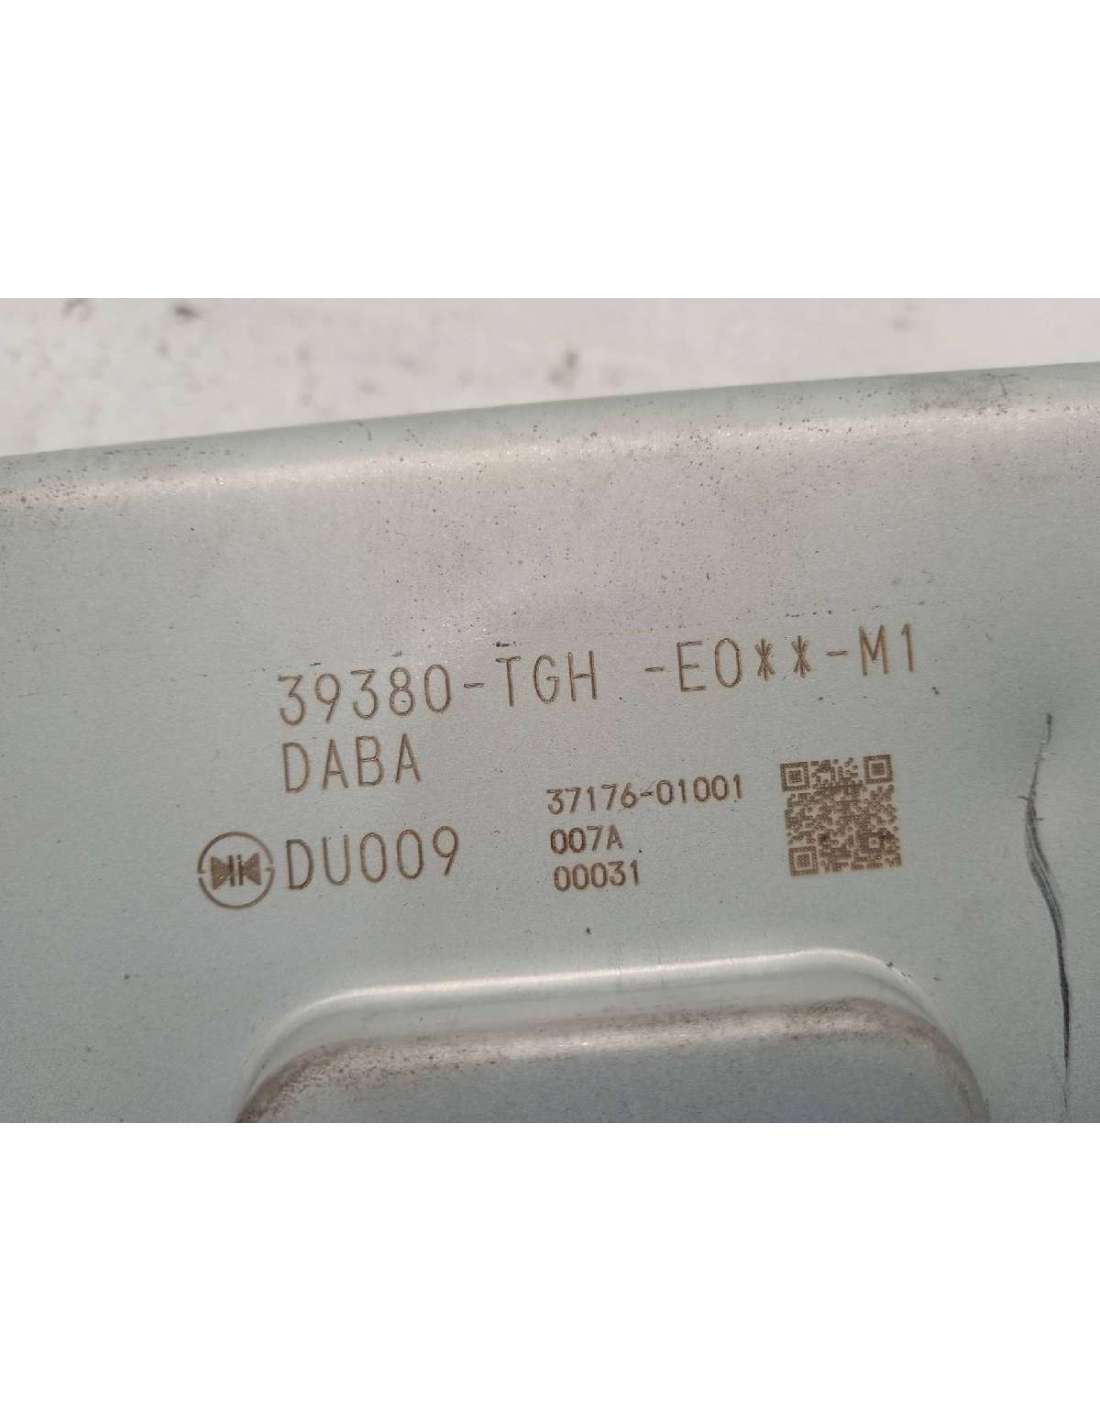 39380-TGH -E0**-M1
DABA
DU009
37176-01001
007A
00031